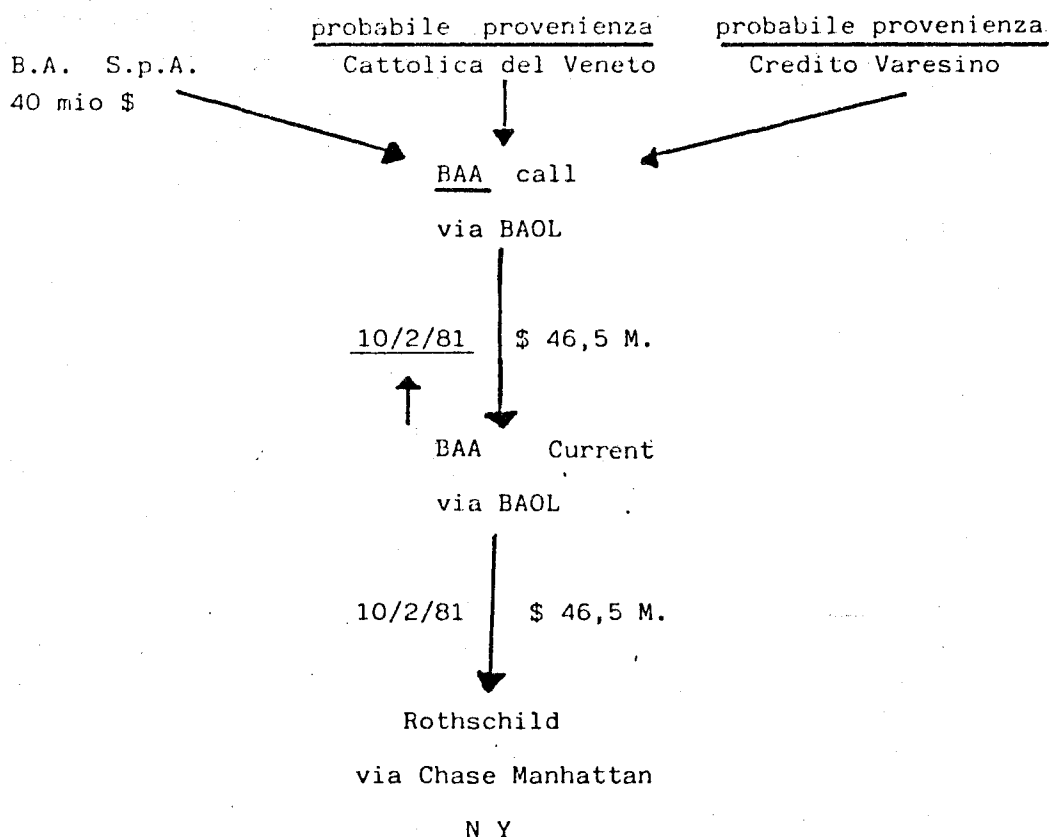 probabile provenienza probabile provenienza
B.A. S.p.A. Cattolica del Veneto Credito Varesino
40 mio $
BAA call
via BAOL
10/2/81 $ 46,5 M.
BAA Current
via BAOL
10/2/81 $ 46,5 M.
Rothschild
via Chase Manhattan
N Y